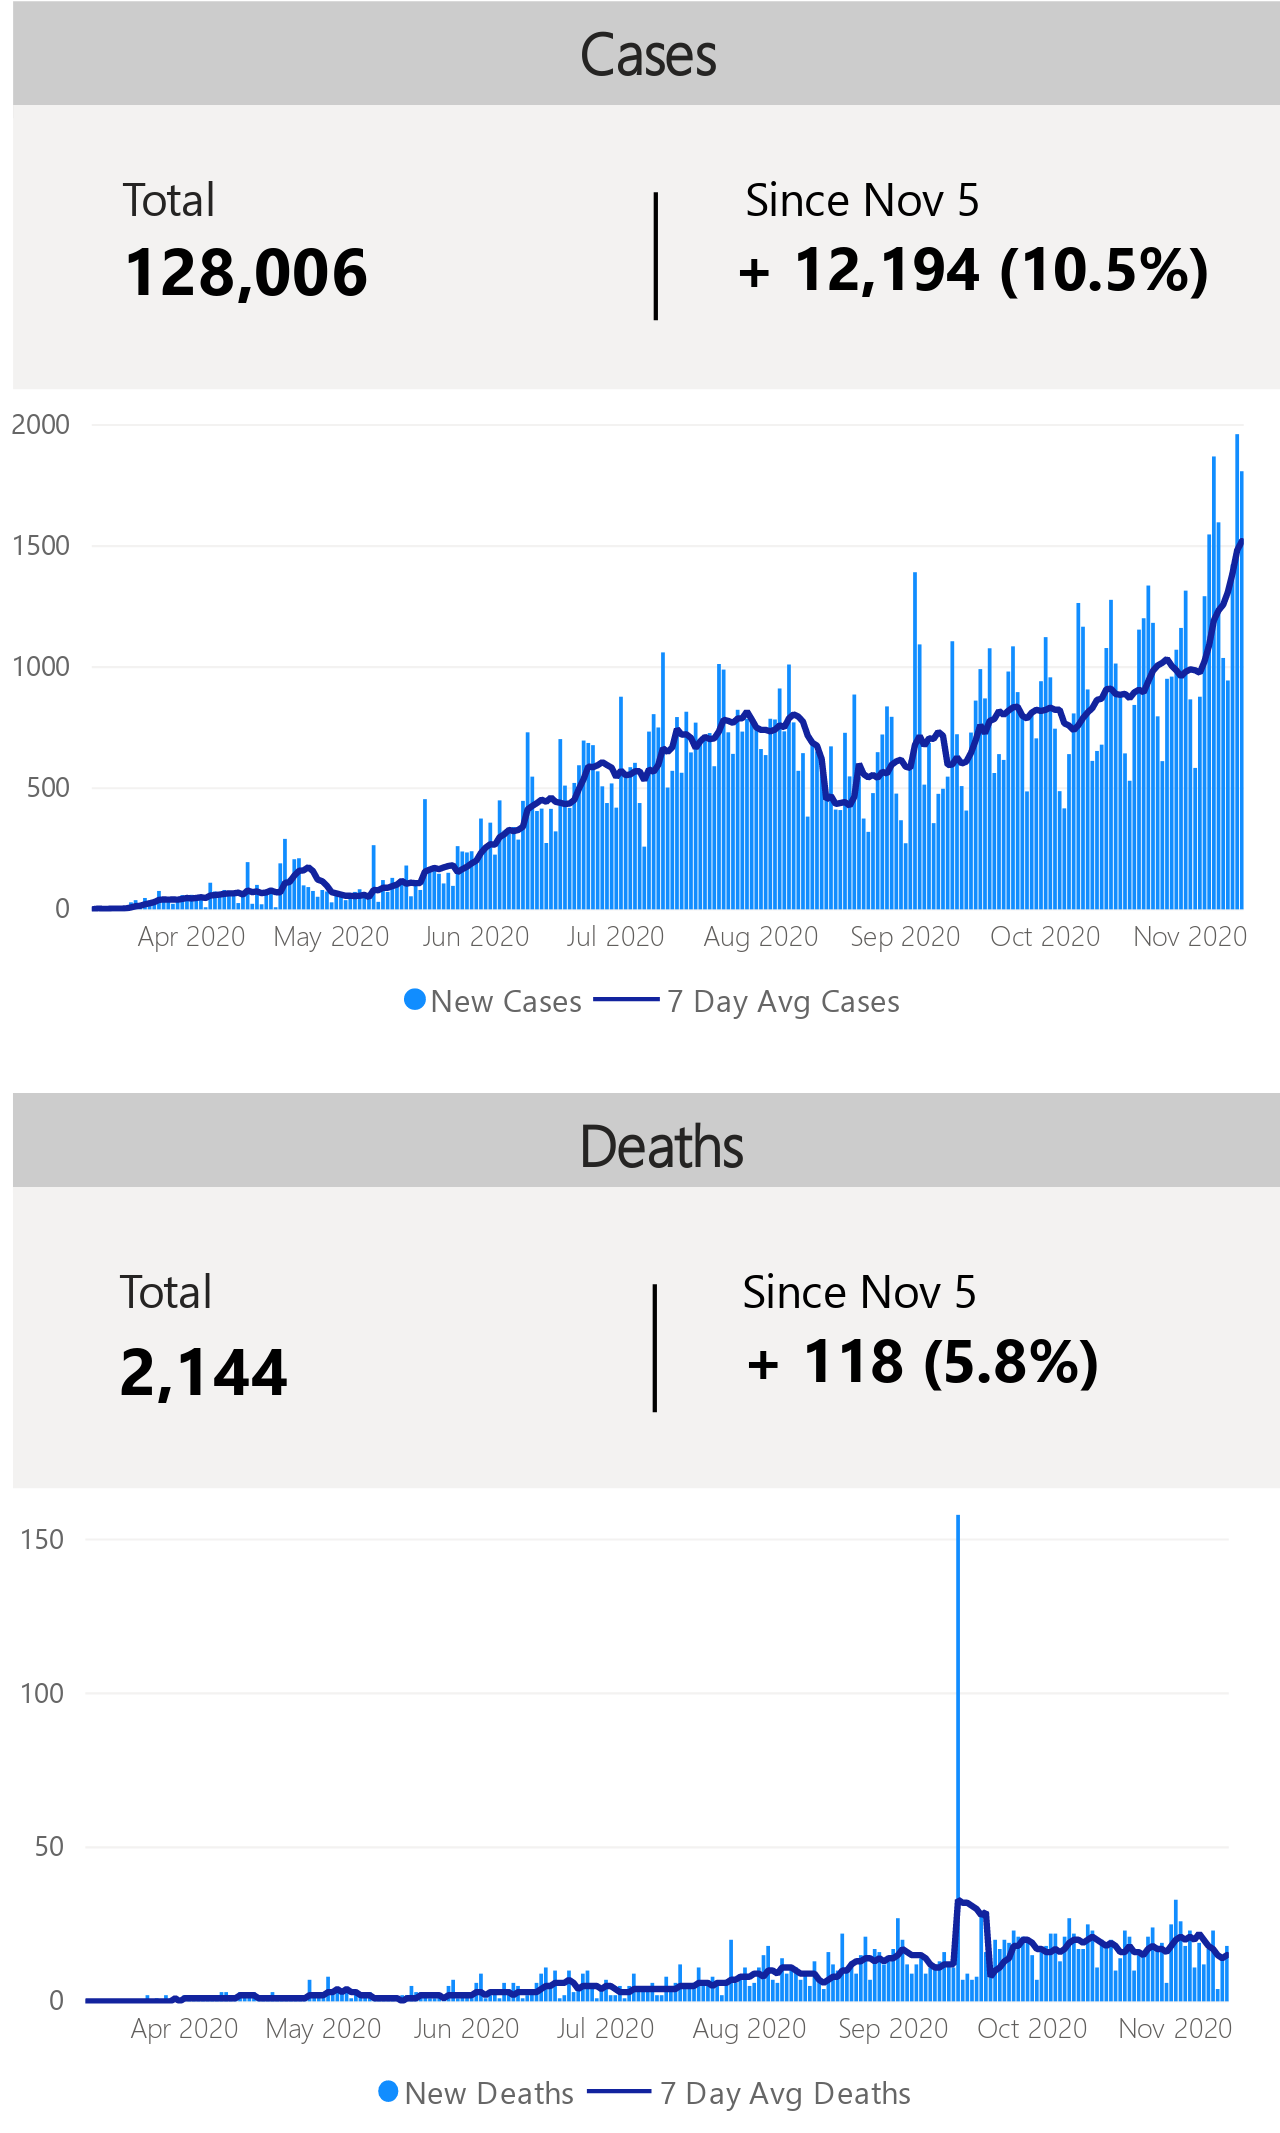 Cases
Total
Since Nov 5
128,006
+ 12,194 (10.5%)
2000
1500
1000
500
0
Apr 2020 May 2020 Jun 2020 Jul 2020 Aug 2020 Sep 2020 Oct 2020 Nov 2020
New Cases 7 Day Avg Cases
Deaths
Total
Since Nov 5
2,144
+ 118 (5.8%)
150
100
50
0
Apr 2020 May 2020 Jun 2020 Jul 2020 Aug 2020 Sep 2020 Oct 2020 Nov 2020
New Deaths 7 Day Avg Deaths